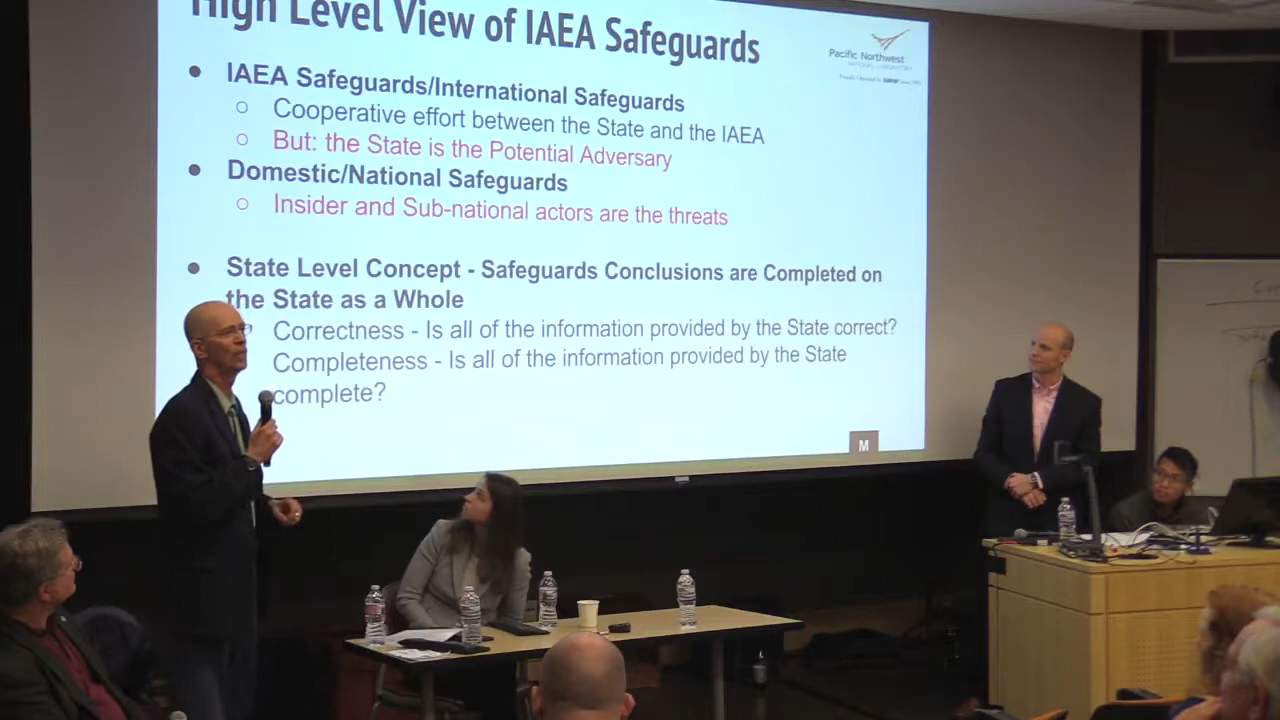 High Level View of IAEA Safeguards
Pacific Northwest
NATIONAL LABORATORY
• IAEA Safeguards/International Safeguards
○ Cooperative effort between the State and the IAEA
○ But: the State is the Potential Adversary
• Domestic/National Safeguards
○ Insider and Sub-national actors are the threats
• State Level Concept - Safeguards Conclusions are Completed on
the State as a Whole
Correctness - Is all of the information provided by the State correct?
Completeness - Is all of the information provided by the State
complete?
M